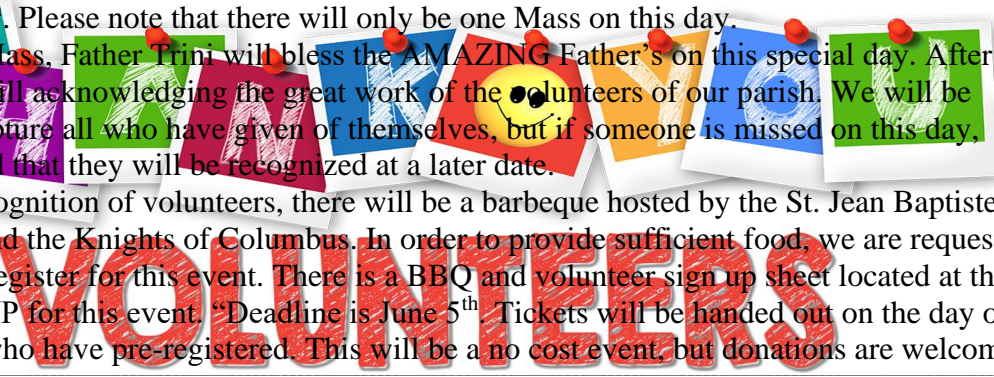 . Please note that there will only be one Mass on this day.
Mass, Father Trini will bless the AMAZING Father's on this special day. After
ill acknowledging the great work of the volunteers of our parish. We will be
pture all who have given of themselves, but if someone is missed on this day,
d that they will be recognized at a later date.
ognition of volunteers, there will be a barbeque hosted by the St. Jean Baptiste
nd the Knights of Columbus. In order to provide sufficient food, we are reques
egister for this event. There is a BBQ and volunteer sign up sheet located at th
P for this event. “Deadline is June 5th. Tickets will be handed out on the day o
who have pre-registered. This will be a no cost event, but donations are welcom
H A N K Y O U
VOLUNTEERS